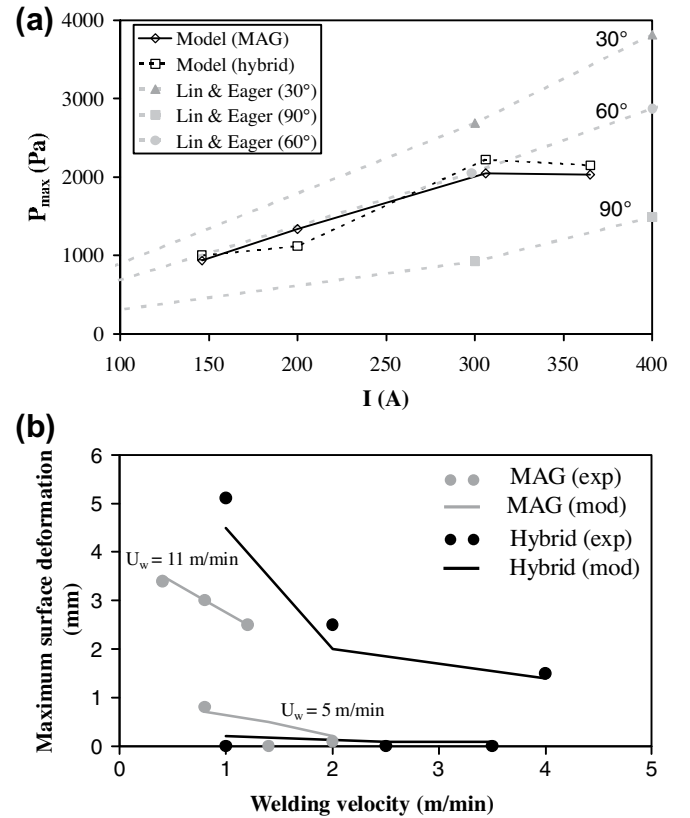 (a)
4000
3000
2000
1000
0
P_max (Pa)
Model (MAG)
Model (hybrid)
Lin & Eager (30°)
Lin & Eager (90°)
Lin & Eager (60°)
30°
60°
90°
100 150 200 250 300 350 400
I (A)
(b)
6
5
4
3
2
1
0
Maximum surface deformation
(mm)
MAG (exp)
MAG (mod)
Hybrid (exp)
Hybrid (mod)
U_w = 11 m/min
U_w = 5 m/min
0 1 2 3 4 5
Welding velocity (m/min)